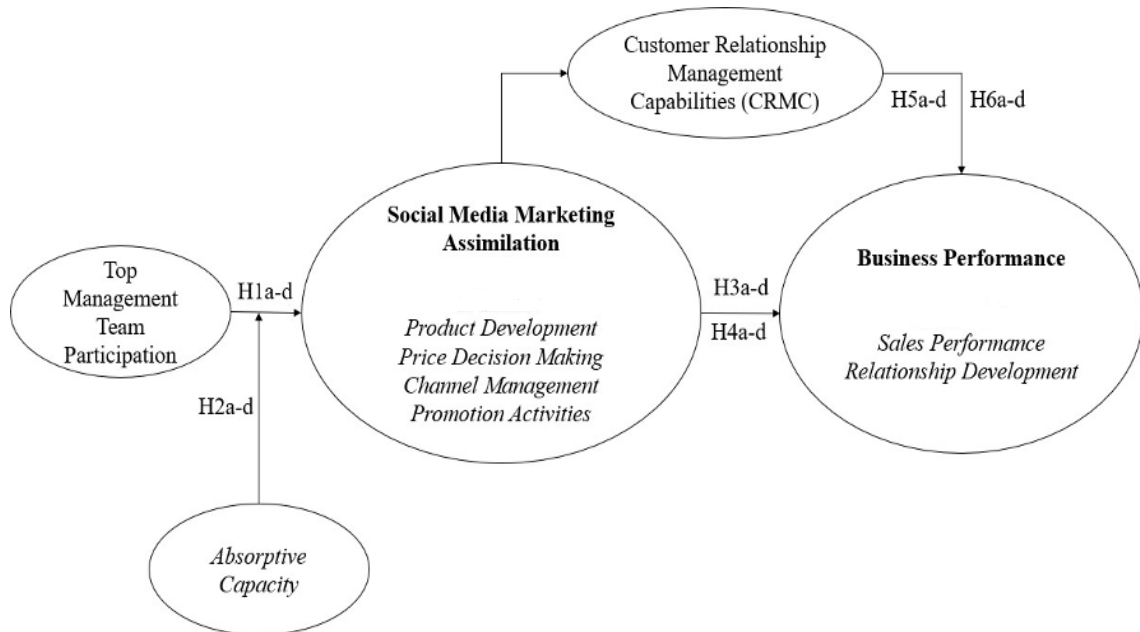 Customer Relationship
Management
Capabilities (CRMC)
H5a-d
H6a-d
Social Media Marketing
Assimilation
Product Development
Price Decision Making
Channel Management
Promotion Activities
Top
Management
Team
Participation
H1a-d
H2a-d
H3a-d
H4a-d
Business Performance
Sales Performance
Relationship Development
Absorptive
Capacity